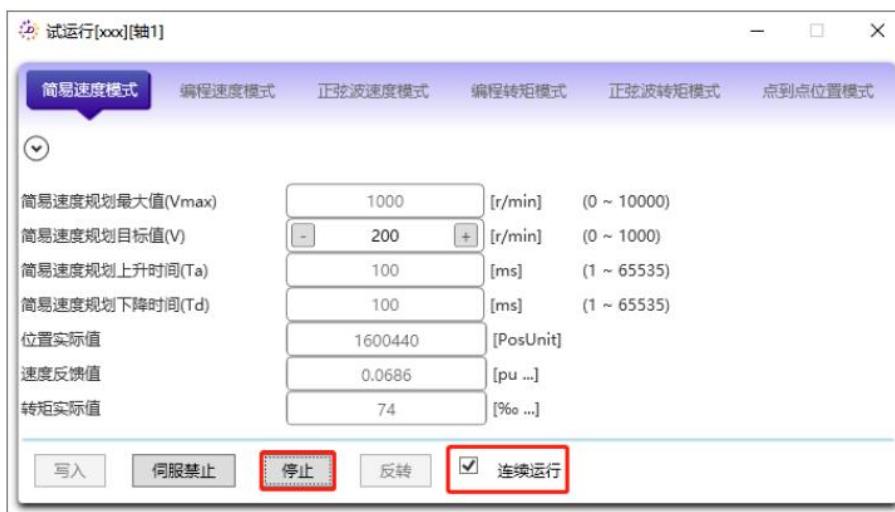 试运行[xxx][轴1]
简易速度模式 编程速度模式 正弦波速度模式 编程转矩模式 正弦波转矩模式 点到点位置模式
简易速度规划最大值(Vmax) 1000 [r/min] (0 ~ 10000)
简易速度规划目标值(V) - 200 + [r/min] (0 ~ 1000)
简易速度规划上升时间(Ta) 100 [ms] (1 ~ 65535)
简易速度规划下降时间(Td) 100 [ms] (1 ~ 65535)
位置实际值 1600440 [PosUnit]
速度反馈值 0.0686 [pu ...]
转矩实际值 74 [‰ ...]
写入 伺服禁止 停止 反转 连续运行